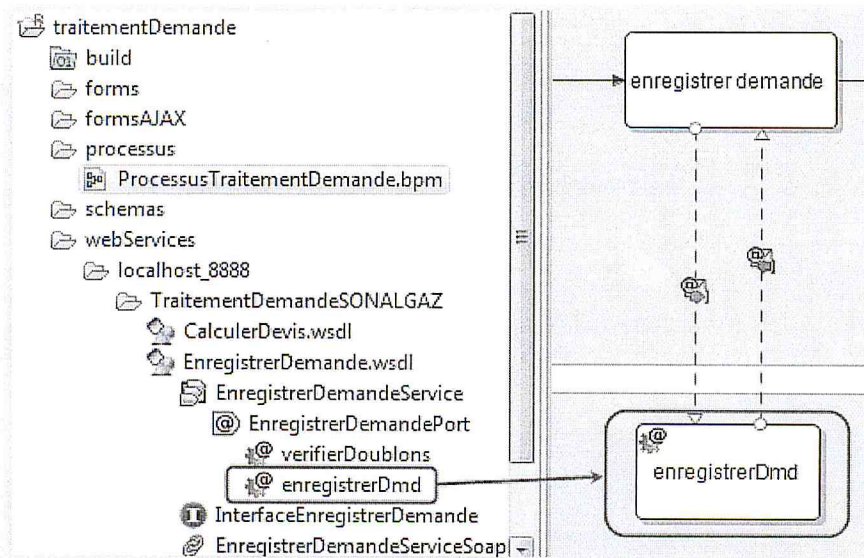 traitementDemande
build
forms
formsAJAX
processus
ProcessusTraitementDemande.bpm
schemas
webServices
localhost_8888
TraitementDemandeSONALGAZ
CalculerDevis.wsdl
EnregistrerDemande.wsdl
EnregistrerDemandeService
EnregistrerDemandePort
verifierDoublons
enregistrerDmd
InterfaceEnregistrerDemande
EnregistrerDemandeServiceSoap
enregistrer demande
enregistrerDmd